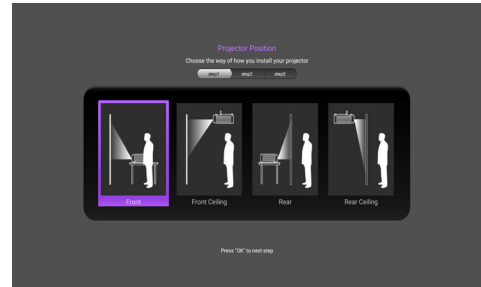 Projector Position
Choose the way of how you install your projector
step1 step2 step3
Front Front Ceiling Rear Rear Ceiling
Press "OK" to next step